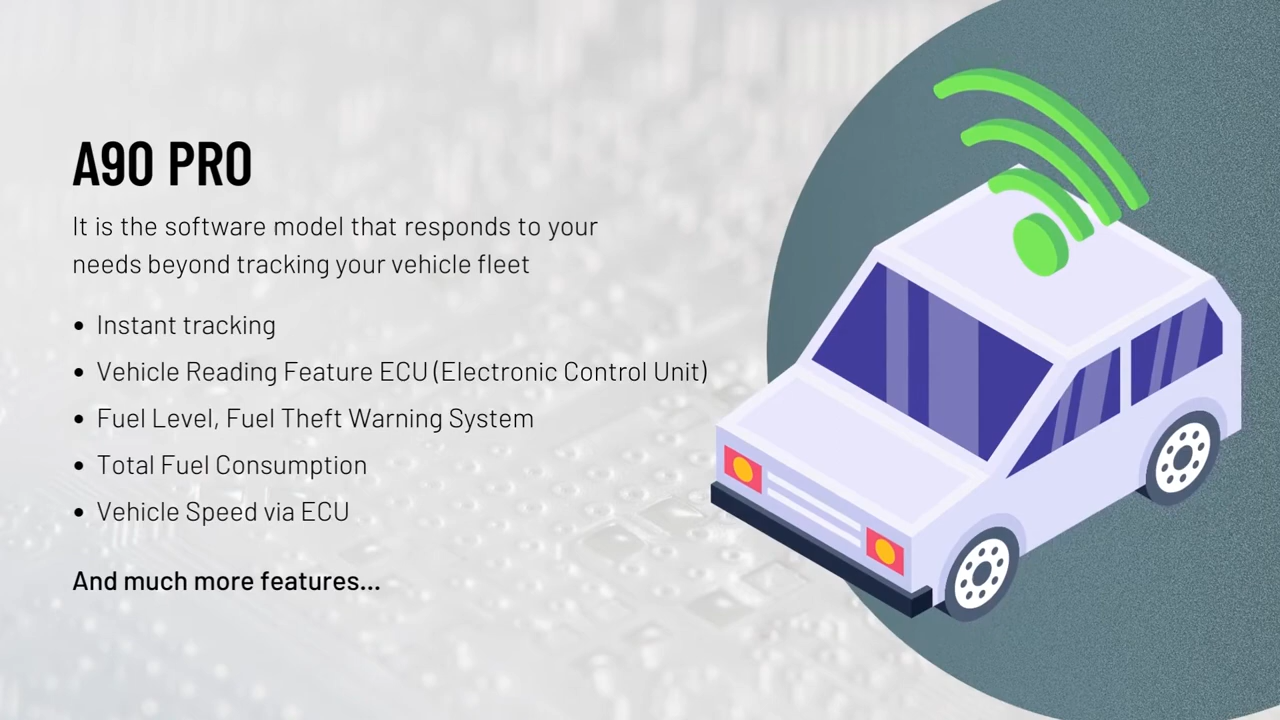 A90 PRO
It is the software model that responds to your
needs beyond tracking your vehicle fleet
• Instant tracking
• Vehicle Reading Feature ECU (Electronic Control Unit)
• Fuel Level, Fuel Theft Warning System
• Total Fuel Consumption
• Vehicle Speed via ECU
And much more features...